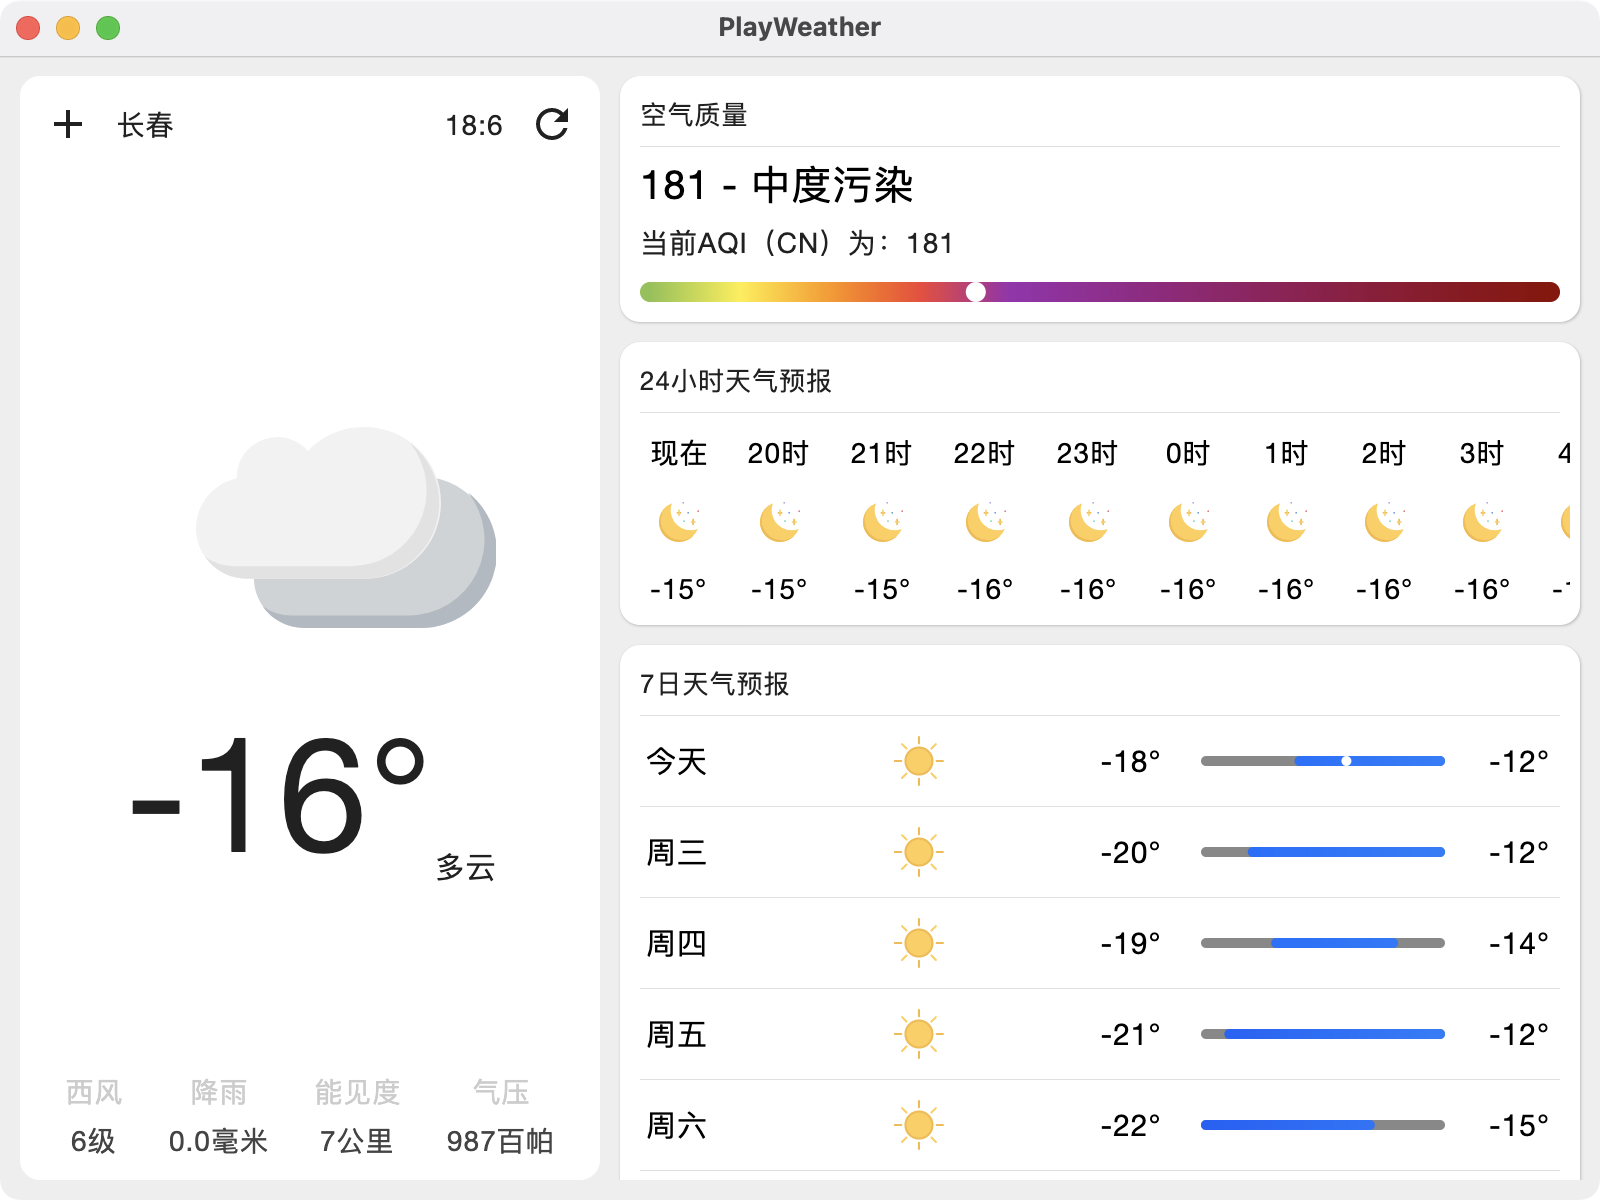 PlayWeather
长春 18:6
-16°
多云
西风 降雨 能见度 气压
6级 0.0毫米 7公里 987百帕
空气质量
181 - 中度污染
当前AQI（CN）为：181
24小时天气预报
现在 20时 21时 22时 23时 0时 1时 2时 3时 4
-15° -15° -15° -16° -16° -16° -16° -16° -16°
7日天气预报
今天 -18° -12°
周三 -20° -12°
周四 -19° -14°
周五 -21° -12°
周六 -22° -15°